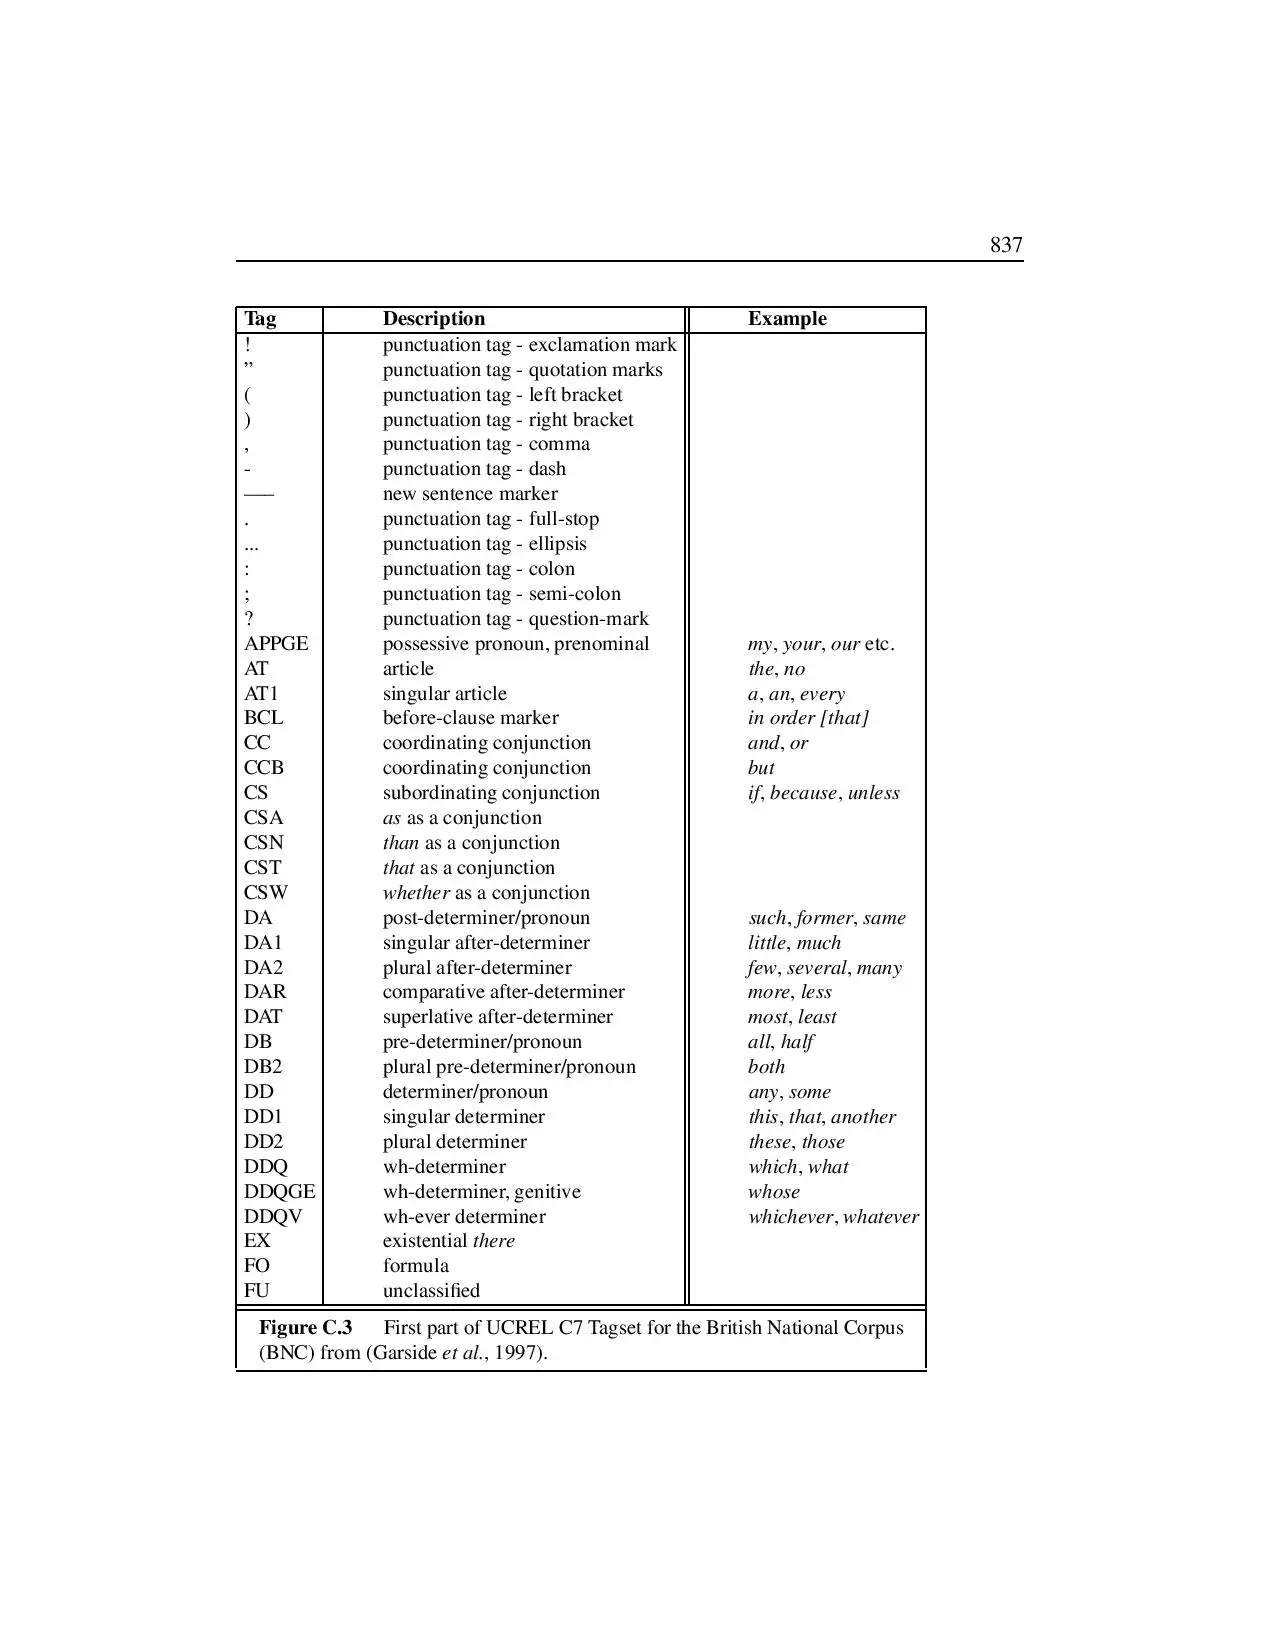 837
Tag Description Example
! punctuation tag - exclamation mark
” punctuation tag - quotation marks
( punctuation tag - left bracket
) punctuation tag - right bracket
, punctuation tag - comma
- punctuation tag - dash
—– new sentence marker
. punctuation tag - full-stop
... punctuation tag - ellipsis
: punctuation tag - colon
; punctuation tag - semi-colon
? punctuation tag - question-mark
APPGE possessive pronoun, prenominal my, your, our etc.
AT article the, no
AT1 singular article a, an, every
BCL before-clause marker in order [that]
CC coordinating conjunction and, or
CCB coordinating conjunction but
CS subordinating conjunction if, because, unless
CSA as as a conjunction
CSN than as a conjunction
CST that as a conjunction
CSW whether as a conjunction
DA post-determiner/pronoun such, former, same
DA1 singular after-determiner little, much
DA2 plural after-determiner few, several, many
DAR comparative after-determiner more, less
DAT superlative after-determiner most, least
DB pre-determiner/pronoun all, half
DB2 plural pre-determiner/pronoun both
DD determiner/pronoun any, some
DD1 singular determiner this, that, another
DD2 plural determiner these, those
DDQ wh-determiner which, what
DDQGE wh-determiner, genitive whose
DDQV wh-ever determiner whichever, whatever
EX existential there
FO formula
FU unclassified
Figure C.3 First part of UCREL C7 Tagset for the British National Corpus
(BNC) from (Garside et al., 1997).